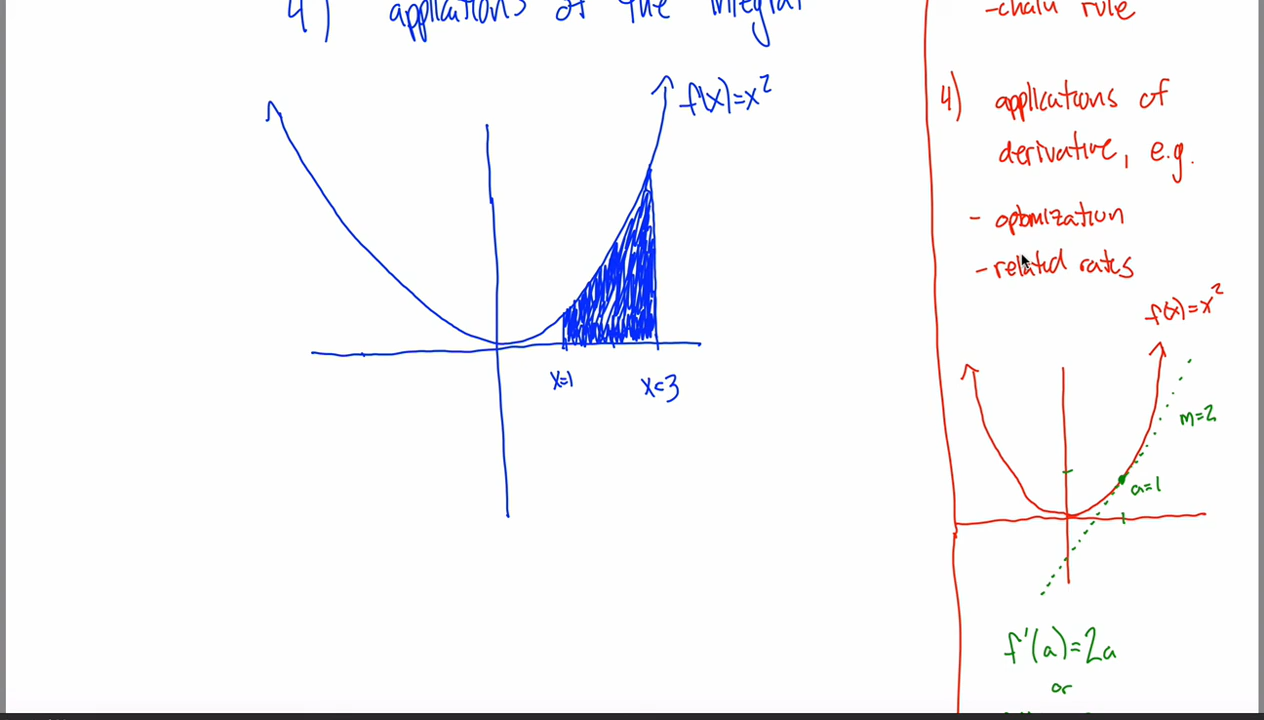 4) applications of the integral
f(x)=x²
x=1
x=3
-chain rule
4) applications of
derivative, e.g.
- optimization
- related rates
f(x)=x²
m=2
a=1
f'(a)=2a
or